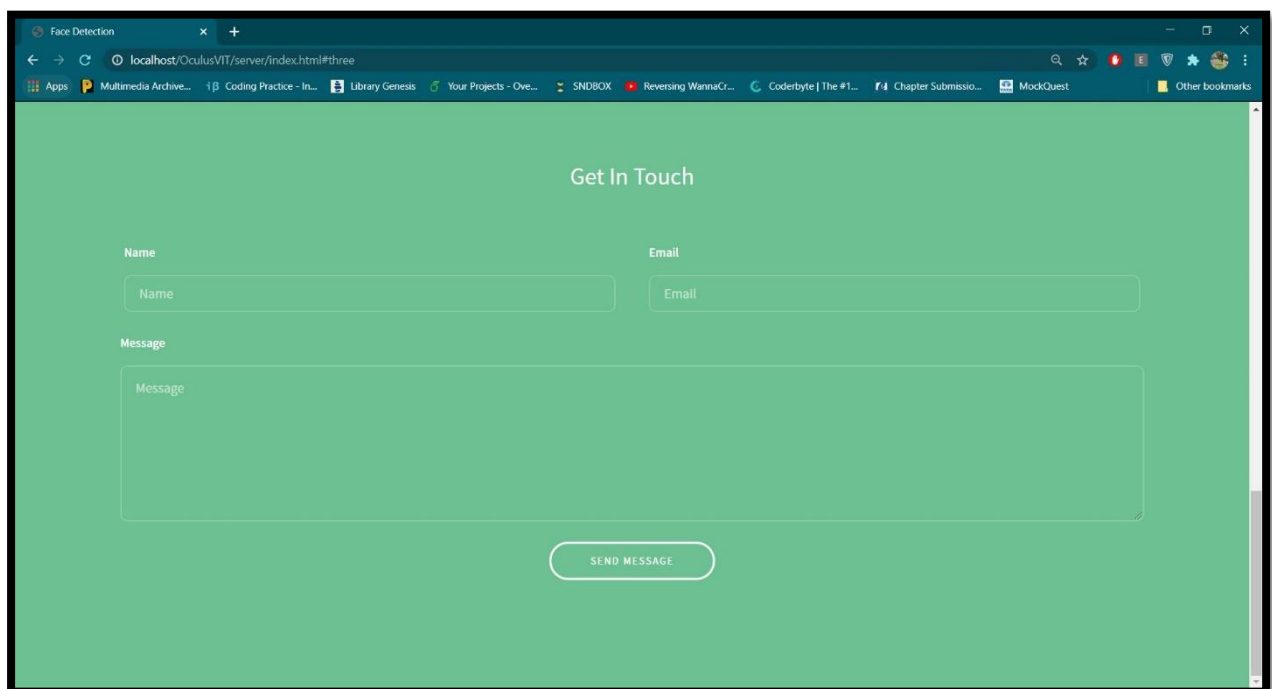 Face Detection
localhost/OculusVIT/server/index.html#three
Apps Multimedia Archive... Coding Practice - In... Library Genesis Your Projects - Ove... SNDBOX Reversing WannaCr... Coderbyte | The #1... Chapter Submissio... MockQuest Other bookmarks
Get In Touch
Name Email
Name Email
Message
Message
SEND MESSAGE